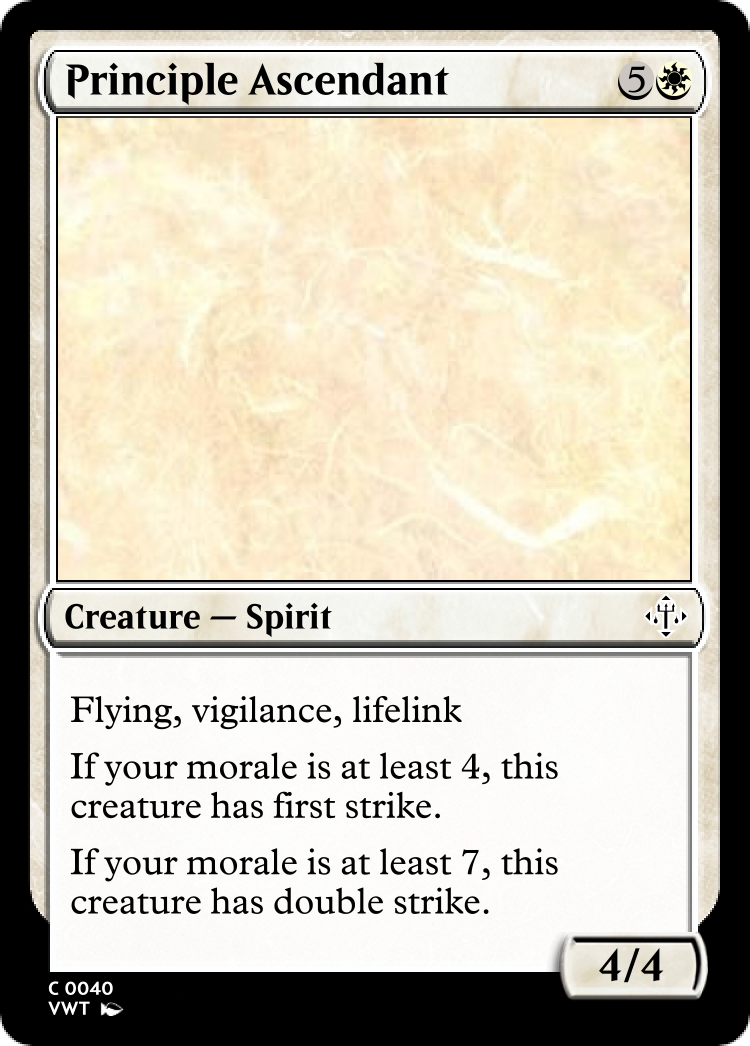 Principle Ascendant 5
Creature — Spirit
Flying, vigilance, lifelink
If your morale is at least 4, this
creature has first strike.
If your morale is at least 7, this
creature has double strike.
4/4
C 0040
VWT